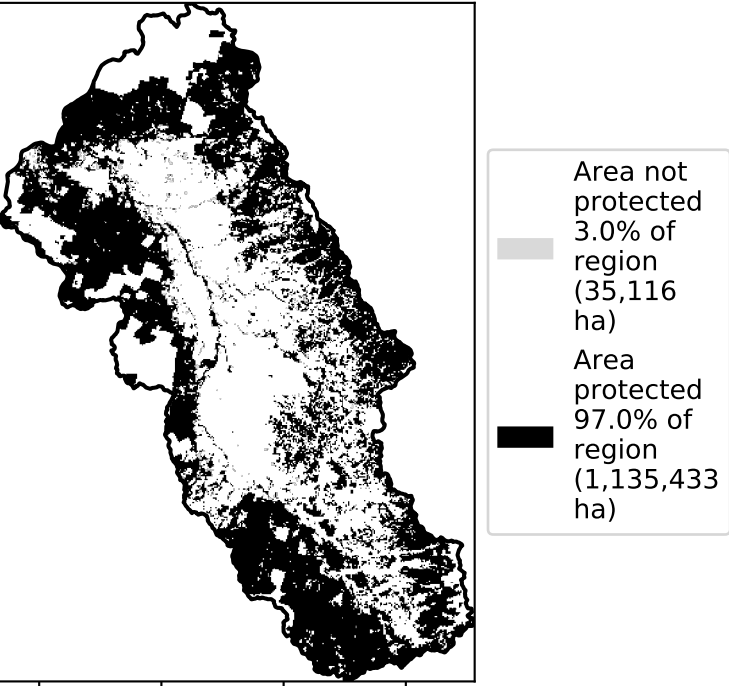 Area not
protected
3.0% of
region
(35,116
ha)
Area
protected
97.0% of
region
(1,135,433
ha)